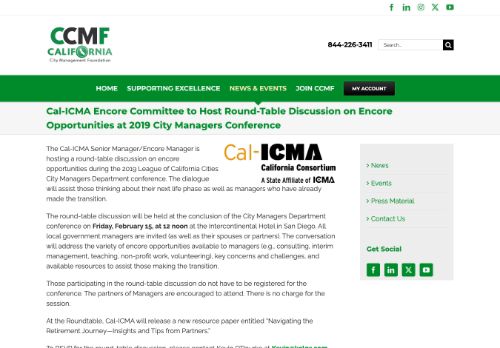 CCMF
CALIFORNIA
City Management Foundation
844-226-3411
Search...
HOME SUPPORTING EXCELLENCE NEWS & EVENTS JOIN CCMF MY ACCOUNT
Cal-ICMA Encore Committee to Host Round-Table Discussion on Encore
Opportunities at 2019 City Managers Conference
The Cal-ICMA Senior Manager/Encore Manager is
hosting a round-table discussion on encore
opportunities during the 2019 League of California Cities
City Managers Department conference. The dialogue
will assist those thinking about their next life phase as well as managers who have already
made the transition.
Cal-ICMA
California Consortium
A State Affiliate of ICMA
The round-table discussion will be held at the conclusion of the City Managers Department
conference on Friday, February 15, at 12 noon at the Intercontinental Hotel in San Diego. All
local government managers are invited (as well as their spouses or partners). The conversation
will address the variety of encore opportunities available to managers (e.g., consulting, interim
management, teaching, non-profit work, volunteering), key concerns and challenges, and
available resources to assist those making the transition.
Those participating in the round-table discussion do not have to be registered for the
conference. The partners of Managers are encouraged to attend. There is no charge for the
session.
At the Roundtable, Cal-ICMA will release a new resource paper entitled “Navigating the
Retirement Journey—Insights and Tips from Partners.”
> News
> Events
> Press Material
> Contact Us
Get Social